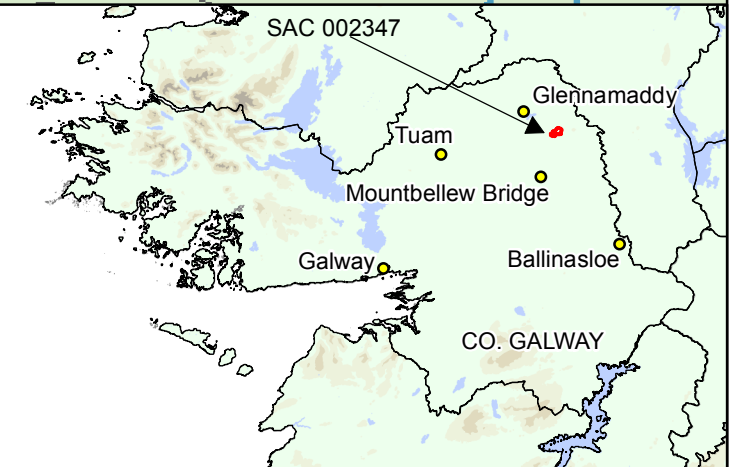 SAC 002347
Glennamaddy
Tuam
Mountbellew Bridge
Galway
Ballinasloe
CO. GALWAY